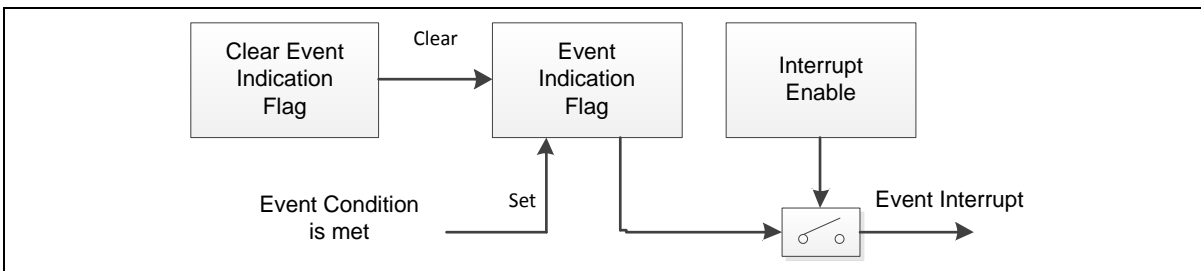 Clear Event
Indication
Flag
Clear
Event
Indication
Flag
Interrupt
Enable
Event Condition
is met
Set
Event Interrupt